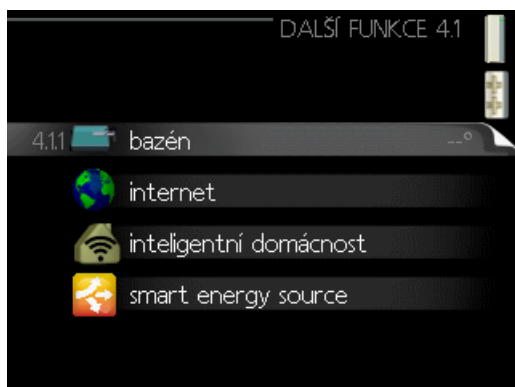 DALŠÍ FUNKCE 4.1
4.1.1 bazén --°
internet
inteligentní domácnost
smart energy source